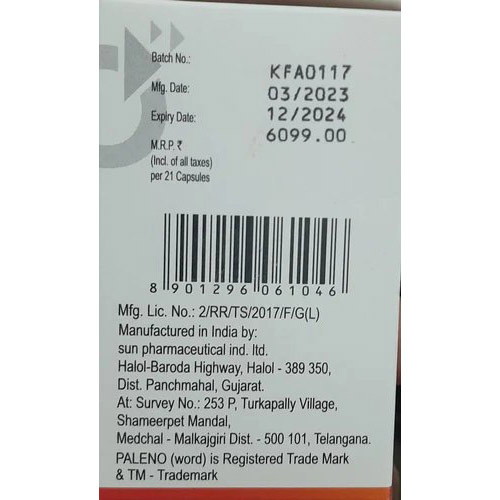 Batch No.: KFA0117
Mfg. Date: 03/2023
Expiry Date: 12/2024
M.R.P. ₹ 6099.00
(Incl. of all taxes)
per 21 Capsules
8 901296 061046
Mfg. Lic. No.: 2/RR/TS/2017/F/G(L)
Manufactured in India by:
sun pharmaceutical ind. ltd.
Halol-Baroda Highway, Halol - 389 350,
Dist. Panchmahal, Gujarat.
At: Survey No.: 253 P, Turkapally Village,
Shameerpet Mandal,
Medchal - Malkajgiri Dist. - 500 101, Telangana.
PALENO (word) is Registered Trade Mark
& TM - Trademark